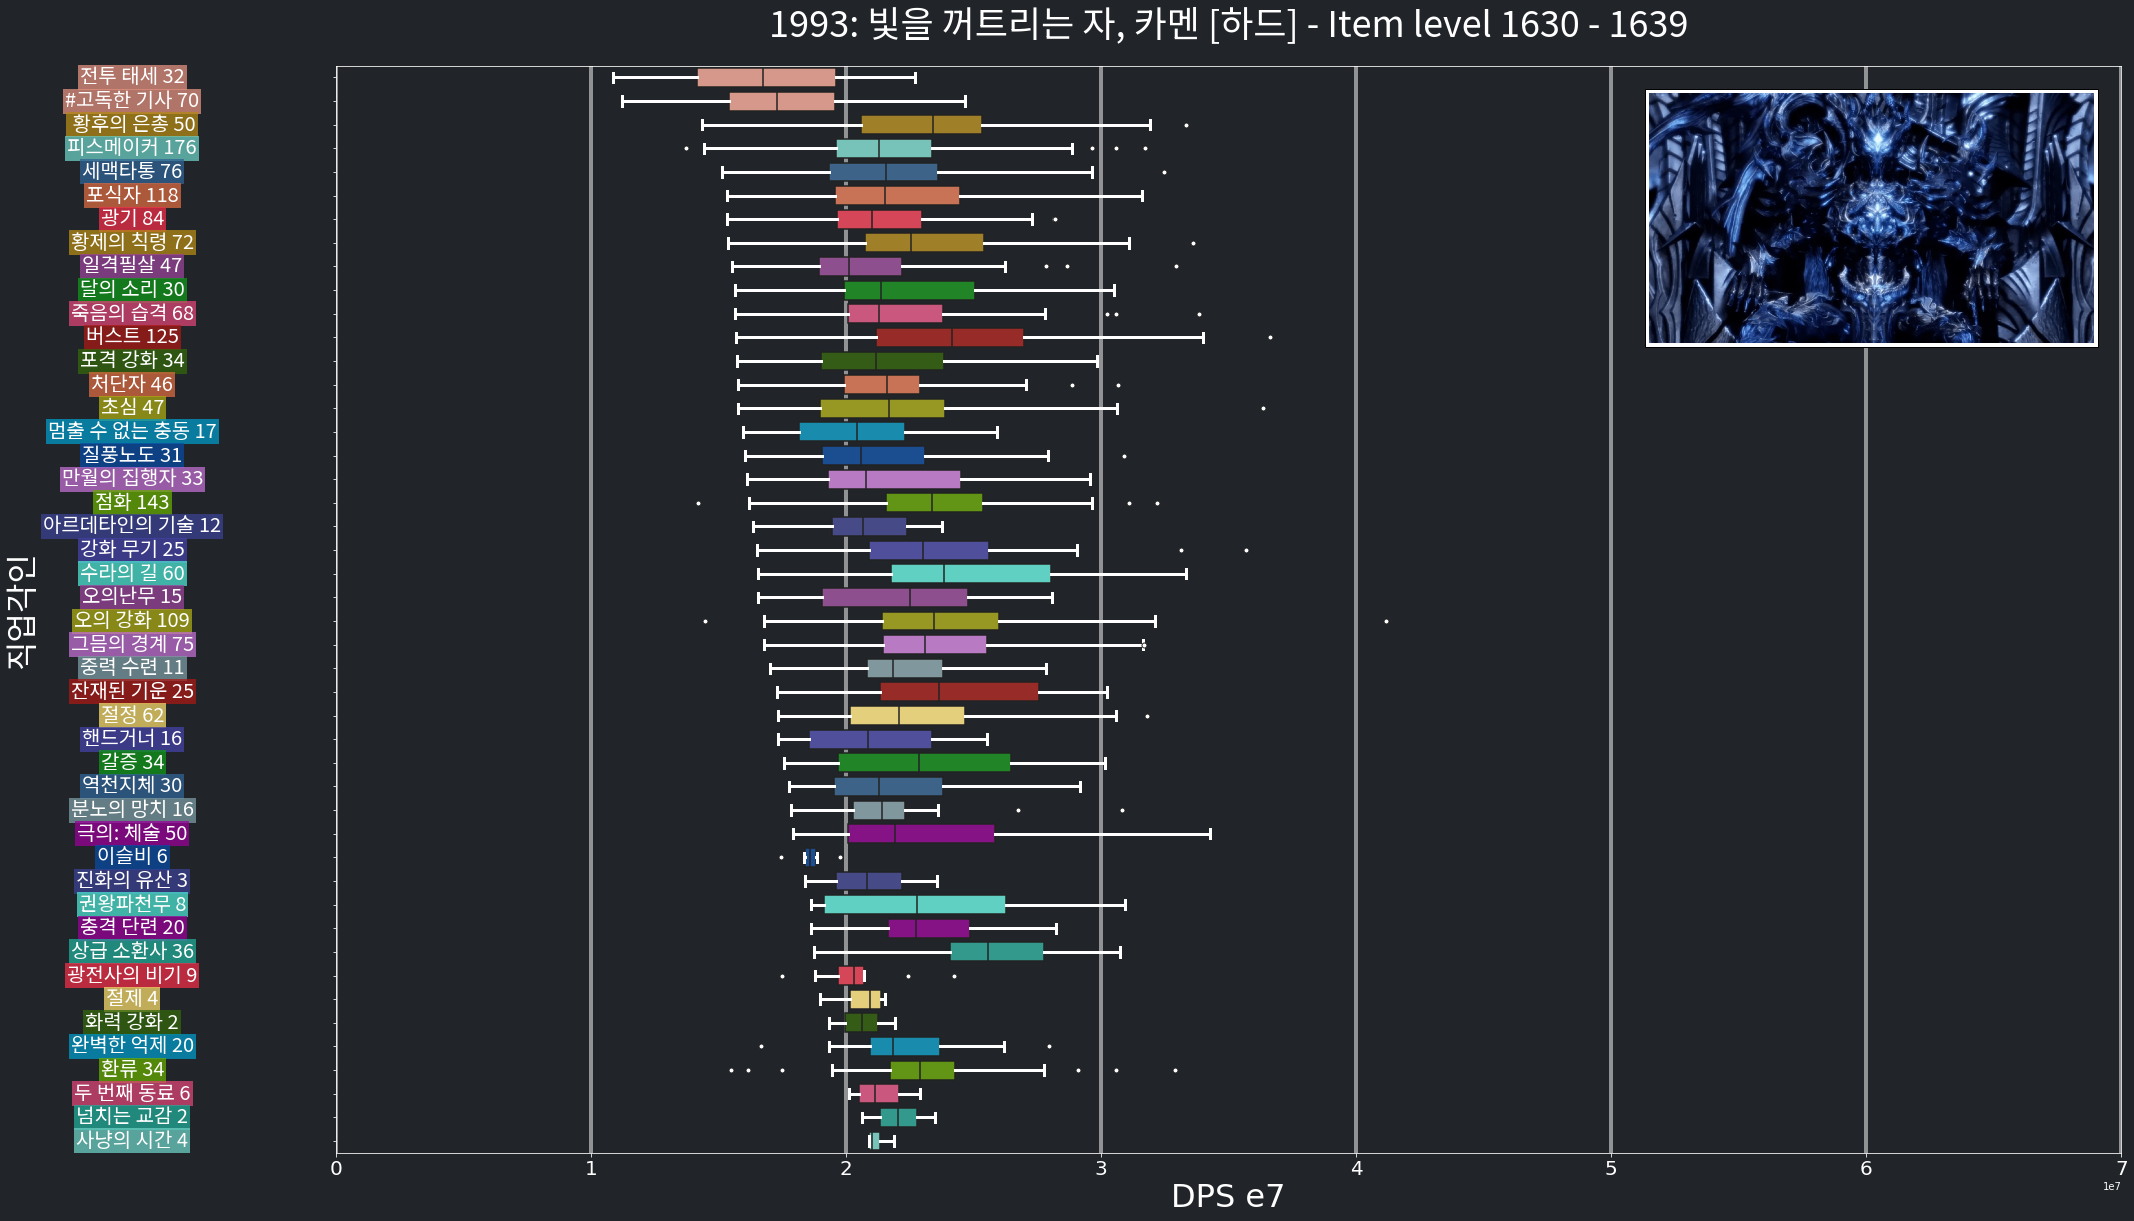 1993: 빛을 꺼트리는 자, 카멘 [하드] - Item level 1630 - 1639
직업각인
전투 태세 32
#고독한 기사 70
황후의 은총 50
피스메이커 176
세맥타통 76
포식자 118
광기 84
황제의 칙령 72
일격필살 47
달의 소리 30
죽음의 습격 68
버스트 125
포격 강화 34
처단자 46
초심 47
멈출 수 없는 충동 17
질풍노도 31
만월의 집행자 33
점화 143
아르데타인의 기술 12
강화 무기 25
수라의 길 60
오의난무 15
오의 강화 109
그믐의 경계 75
중력 수련 11
잔재된 기운 25
절정 62
핸드거너 16
갈증 34
역천지체 30
분노의 망치 16
극의: 체술 50
이슬비 6
진화의 유산 3
권왕파천무 8
충격 단련 20
상급 소환사 36
광전사의 비기 9
절제 4
화력 강화 2
완벽한 억제 20
환류 34
두 번째 동료 6
넘치는 교감 2
사냥의 시간 4
0 1 2 3 4 5 6 7
1e7
DPS e7